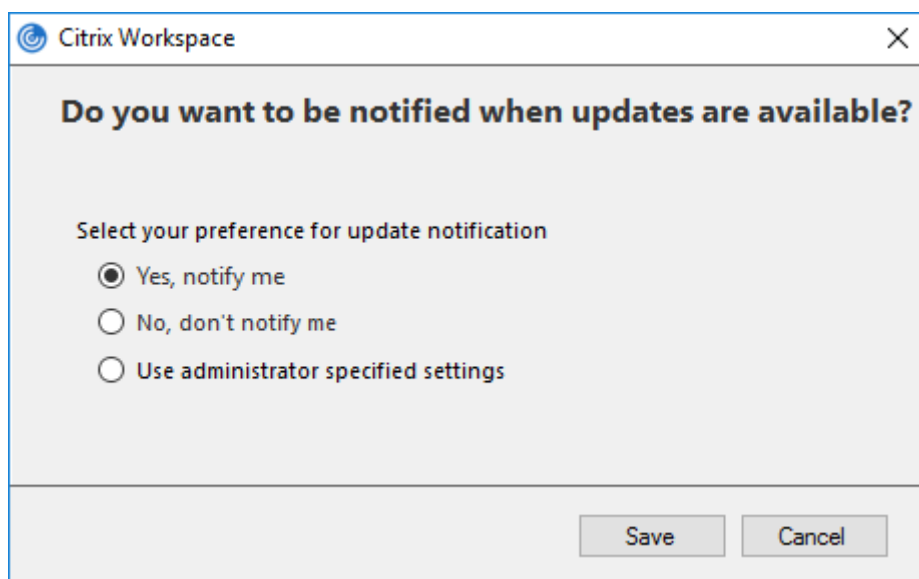 Citrix Workspace
Do you want to be notified when updates are available?
Select your preference for update notification
Yes, notify me
No, don't notify me
Use administrator specified settings
Save Cancel